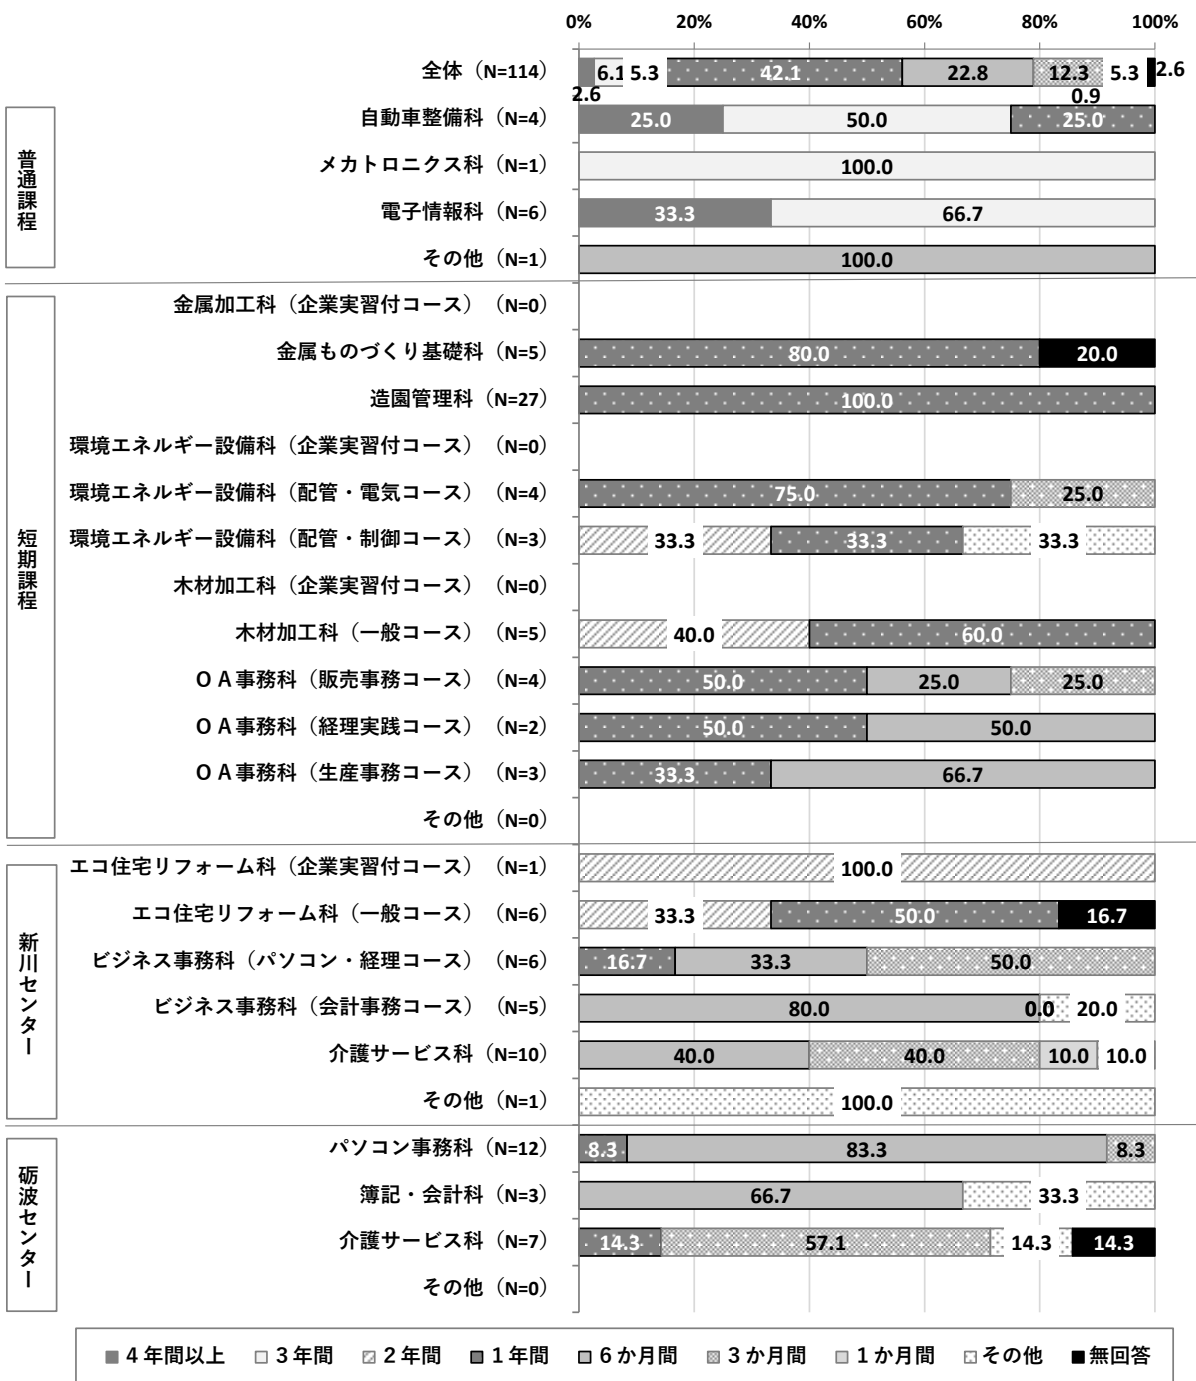 0% 20% 40% 60% 80% 100%
全体（N=114） 2.6 6.1 5.3 42.1 22.8 12.3 0.9 5.3 2.6
普通課程
自動車整備科（N=4） 25.0 50.0 25.0
メカトロニクス科（N=1） 100.0
電子情報科（N=6） 33.3 66.7
その他（N=1） 100.0
短期課程
金属加工科（企業実習付コース）（N=0）
金属ものづくり基礎科（N=5） 80.0 20.0
造園管理科（N=27） 100.0
環境エネルギー設備科（企業実習付コース）（N=0）
環境エネルギー設備科（配管・電気コース）（N=4） 75.0 25.0
環境エネルギー設備科（配管・制御コース）（N=3） 33.3 33.3 33.3
木材加工科（企業実習付コース）（N=0）
木材加工科（一般コース）（N=5） 40.0 60.0
ＯＡ事務科（販売事務コース）（N=4） 50.0 25.0 25.0
ＯＡ事務科（経理実践コース）（N=2） 50.0 50.0
ＯＡ事務科（生産事務コース）（N=3） 33.3 66.7
その他（N=0）
新川センター
エコ住宅リフォーム科（企業実習付コース）（N=1） 100.0
エコ住宅リフォーム科（一般コース）（N=6） 33.3 50.0 16.7
ビジネス事務科（パソコン・経理コース）（N=6） 16.7 33.3 50.0
ビジネス事務科（会計事務コース）（N=5） 80.0 0.0 20.0
介護サービス科（N=10） 40.0 40.0 10.0 10.0
その他（N=1） 100.0
砺波センター
パソコン事務科（N=12） 8.3 83.3 8.3
簿記・会計科（N=3） 66.7 33.3
介護サービス科（N=7） 14.3 57.1 14.3 14.3
その他（N=0）
４年間以上 ３年間 ２年間 １年間 ６か月間 ３か月間 １か月間 その他 無回答